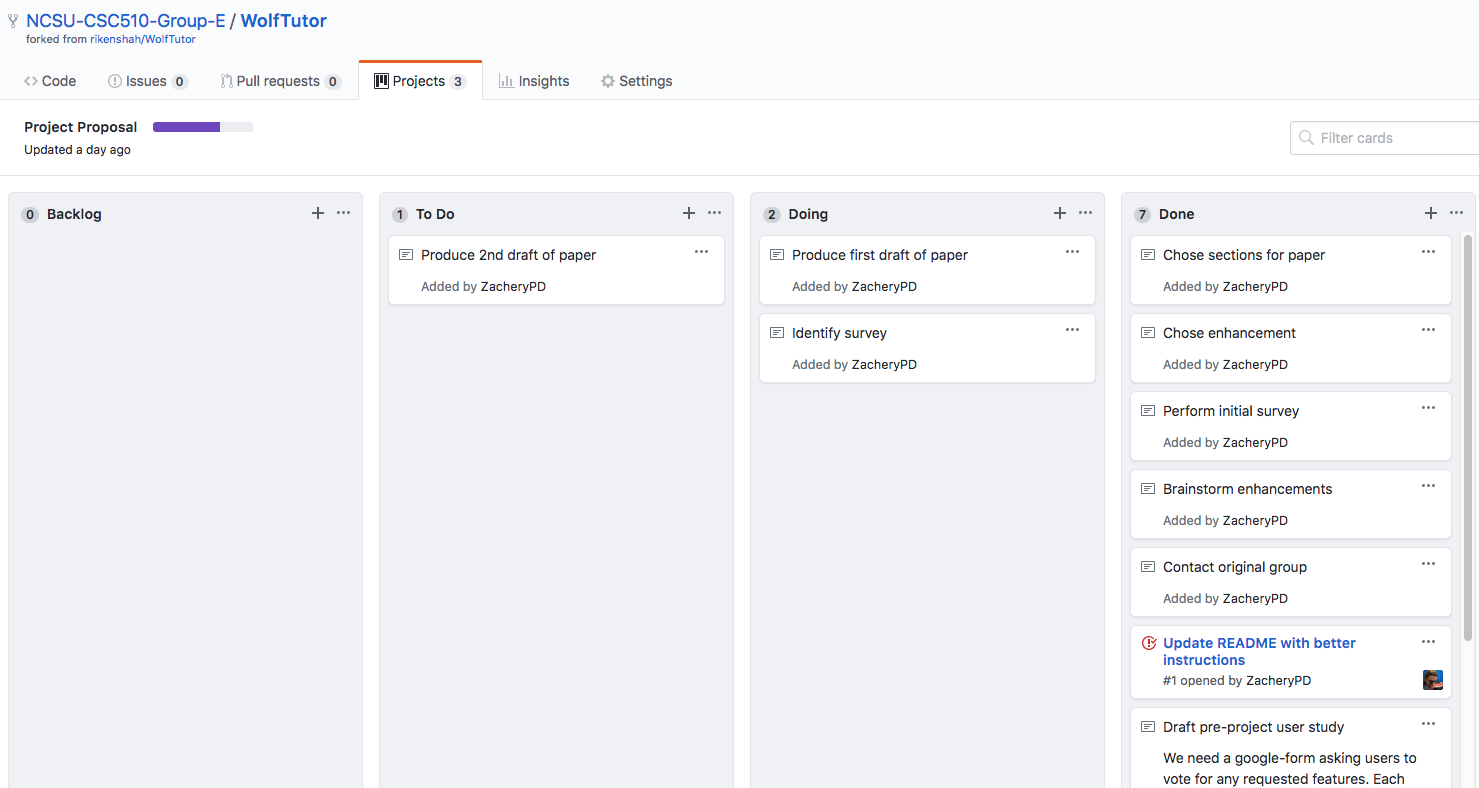 NCSU-CSC510-Group-E / WolfTutor
forked from rikenshah/WolfTutor
Code Issues 0 Pull requests 0 Projects 3 Insights Settings
Project Proposal
Updated a day ago
Filter cards
0 Backlog
1 To Do
Produce 2nd draft of paper
Added by ZacheryPD
2 Doing
Produce first draft of paper
Added by ZacheryPD
Identify survey
Added by ZacheryPD
7 Done
Chose sections for paper
Added by ZacheryPD
Chose enhancement
Added by ZacheryPD
Perform initial survey
Added by ZacheryPD
Brainstorm enhancements
Added by ZacheryPD
Contact original group
Added by ZacheryPD
Update README with better
instructions
#1 opened by ZacheryPD
Draft pre-project user study
We need a google-form asking users to
vote for any requested features. Each